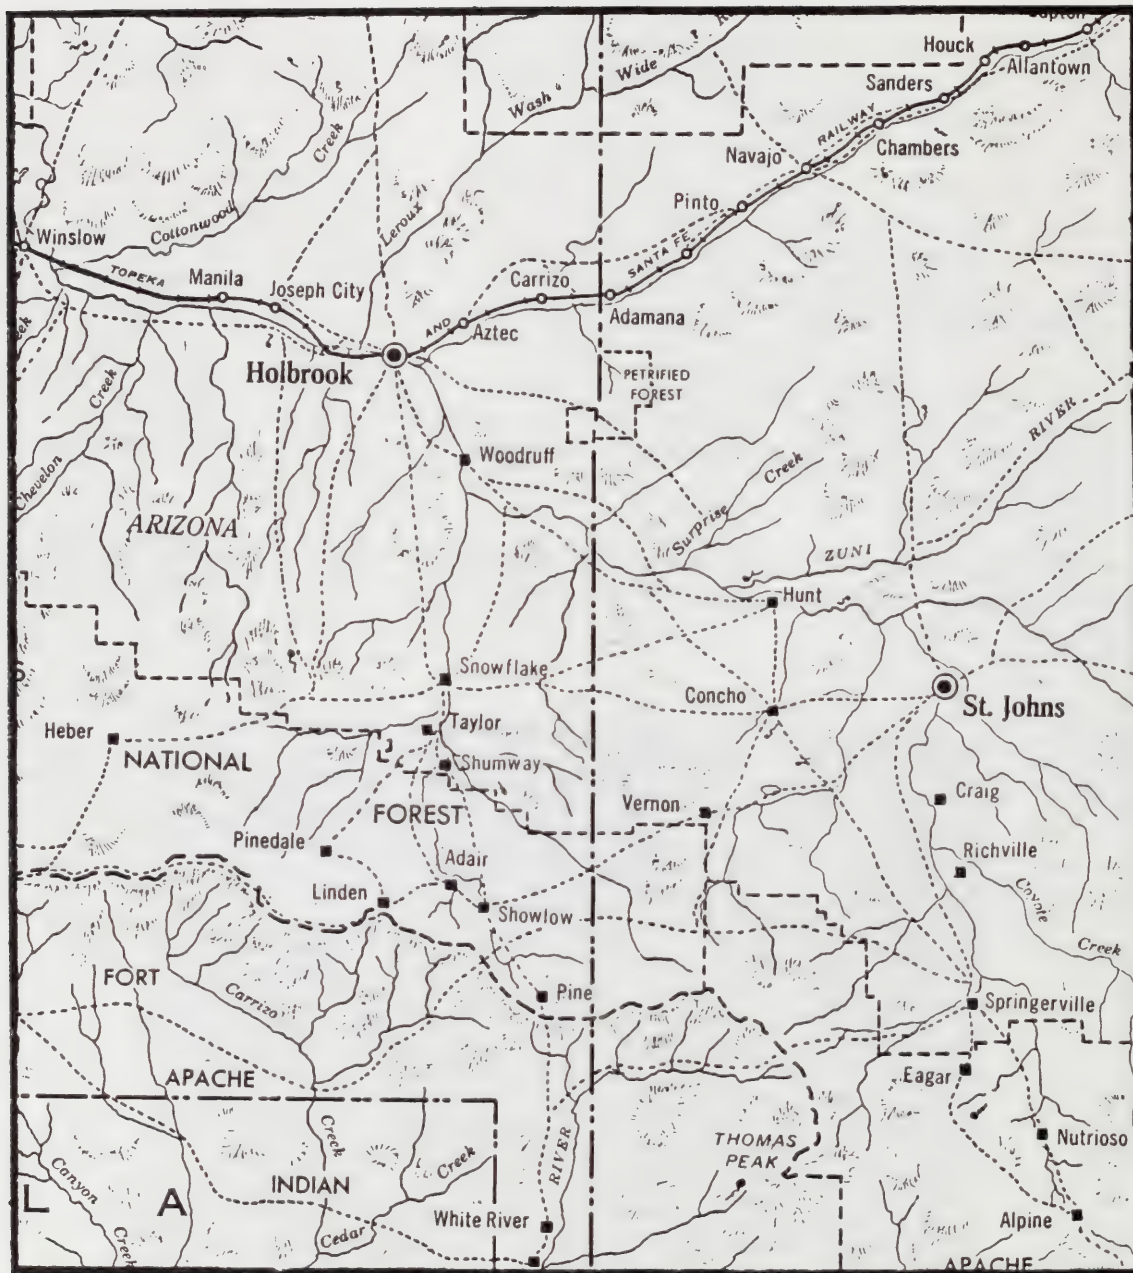 Houck
Allantown
Sanders
Wide
Wash
RAILWAY
Chambers
Navajo
Creek
Pinto
Cottonwood
Leroux
Winslow
SANTA FE
TOPEKA
Manila
Joseph City
Carrizo
AND
Aztec
Adamana
Holbrook
PETRIFIED
FOREST
Creek
RIVER
Woodruff
Chevelon
Creek
Surprise
ARIZONA
ZUNI
Hunt
Snowflake
Concho
St. Johns
Heber
Taylor
NATIONAL
Shumway
Craig
Vernon
FOREST
Pinedale
Adair
Richville
Linden
Showlow
Coyote
Creek
FORT
Carrizo
Pine
Springerville
APACHE
Eagar
Creek
RIVER
THOMAS
PEAK
Nutrioso
Canyon
INDIAN
Creek
L A
White River
Alpine
Creek
Cedar
APACHE